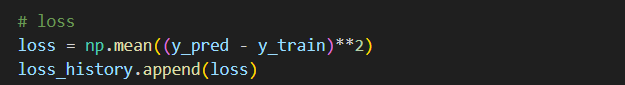 # loss
loss = np.mean((y_pred - y_train)**2)
loss_history.append(loss)